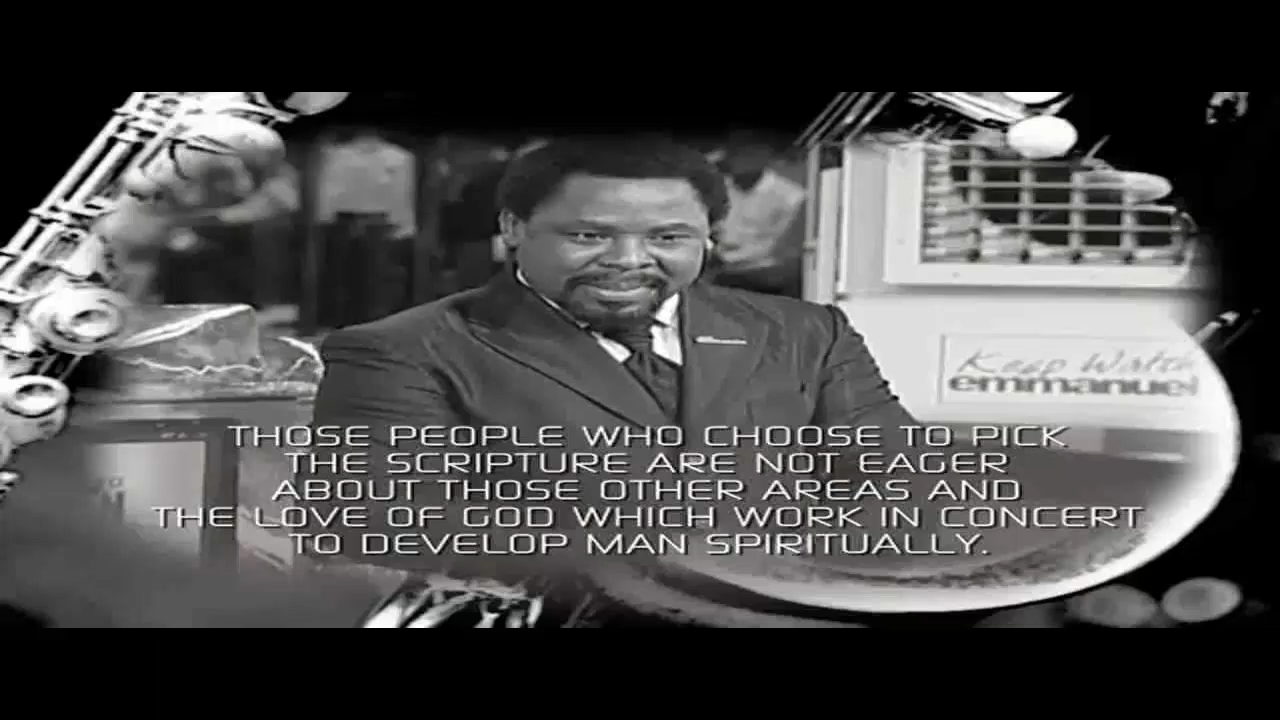 Keep Watch
emmanuel
THOSE PEOPLE WHO CHOOSE TO PICK
THE SCRIPTURE ARE NOT EAGER
ABOUT THOSE OTHER AREAS AND
THE LOVE OF GOD WHICH WORK IN CONCERT
TO DEVELOP MAN SPIRITUALLY.